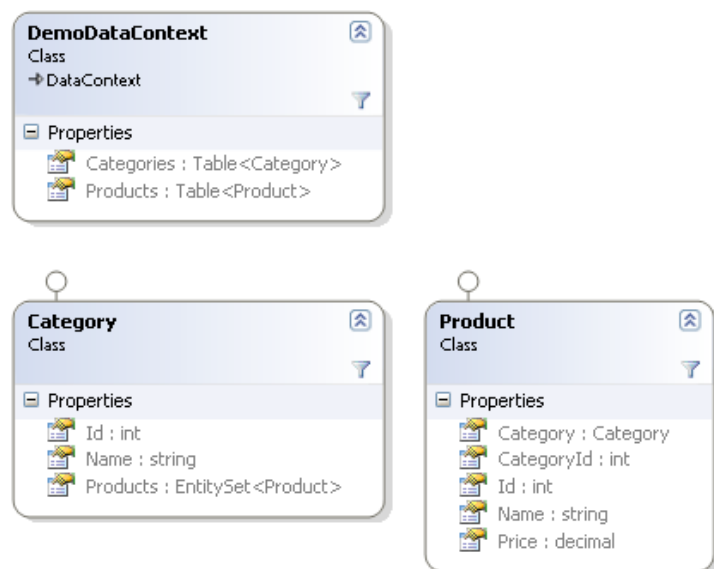 DemoDataContext
Class
DataContext
Properties
Categories : Table<Category>
Products : Table<Product>
Category
Class
Properties
Id : int
Name : string
Products : EntitySet<Product>
Product
Class
Properties
Category : Category
CategoryId : int
Id : int
Name : string
Price : decimal